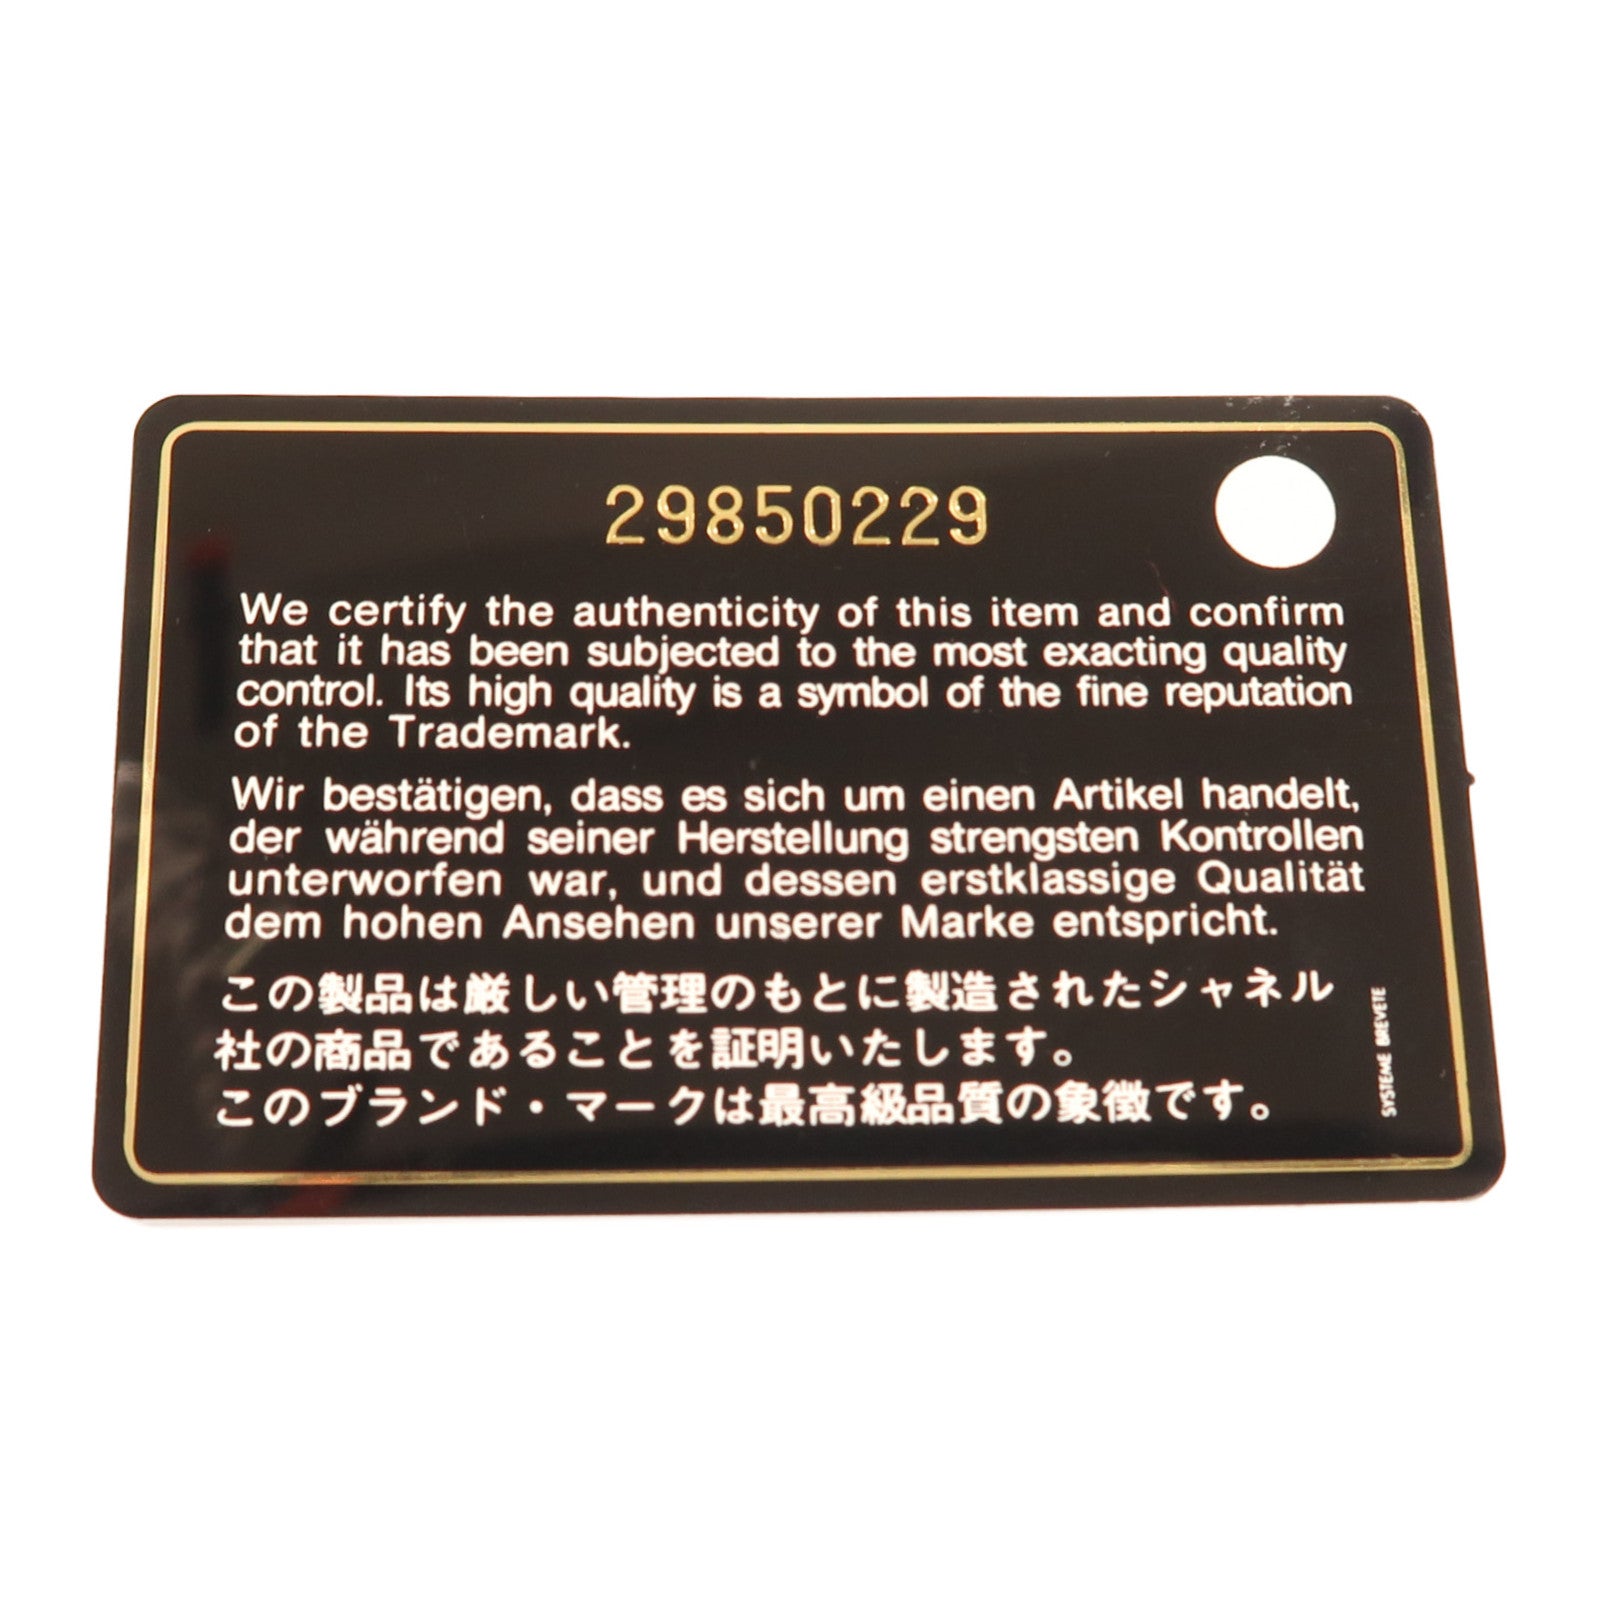 29850229
We certify the authenticity of this item and confirm
that it has been subjected to the most exacting quality
control. Its high quality is a symbol of the fine reputation
of the Trademark.
Wir bestätigen, dass es sich um einen Artikel handelt,
der während seiner Herstellung strengsten Kontrollen
unterworfen war, und dessen erstklassige Qualität
dem hohen Ansehen unserer Marke entspricht.
この製品は厳しい管理のもとに製造されたシャネル
社の商品であることを証明いたします。
このブランド・マークは最高級品質の象徴です。
SYSTEME BREVETE